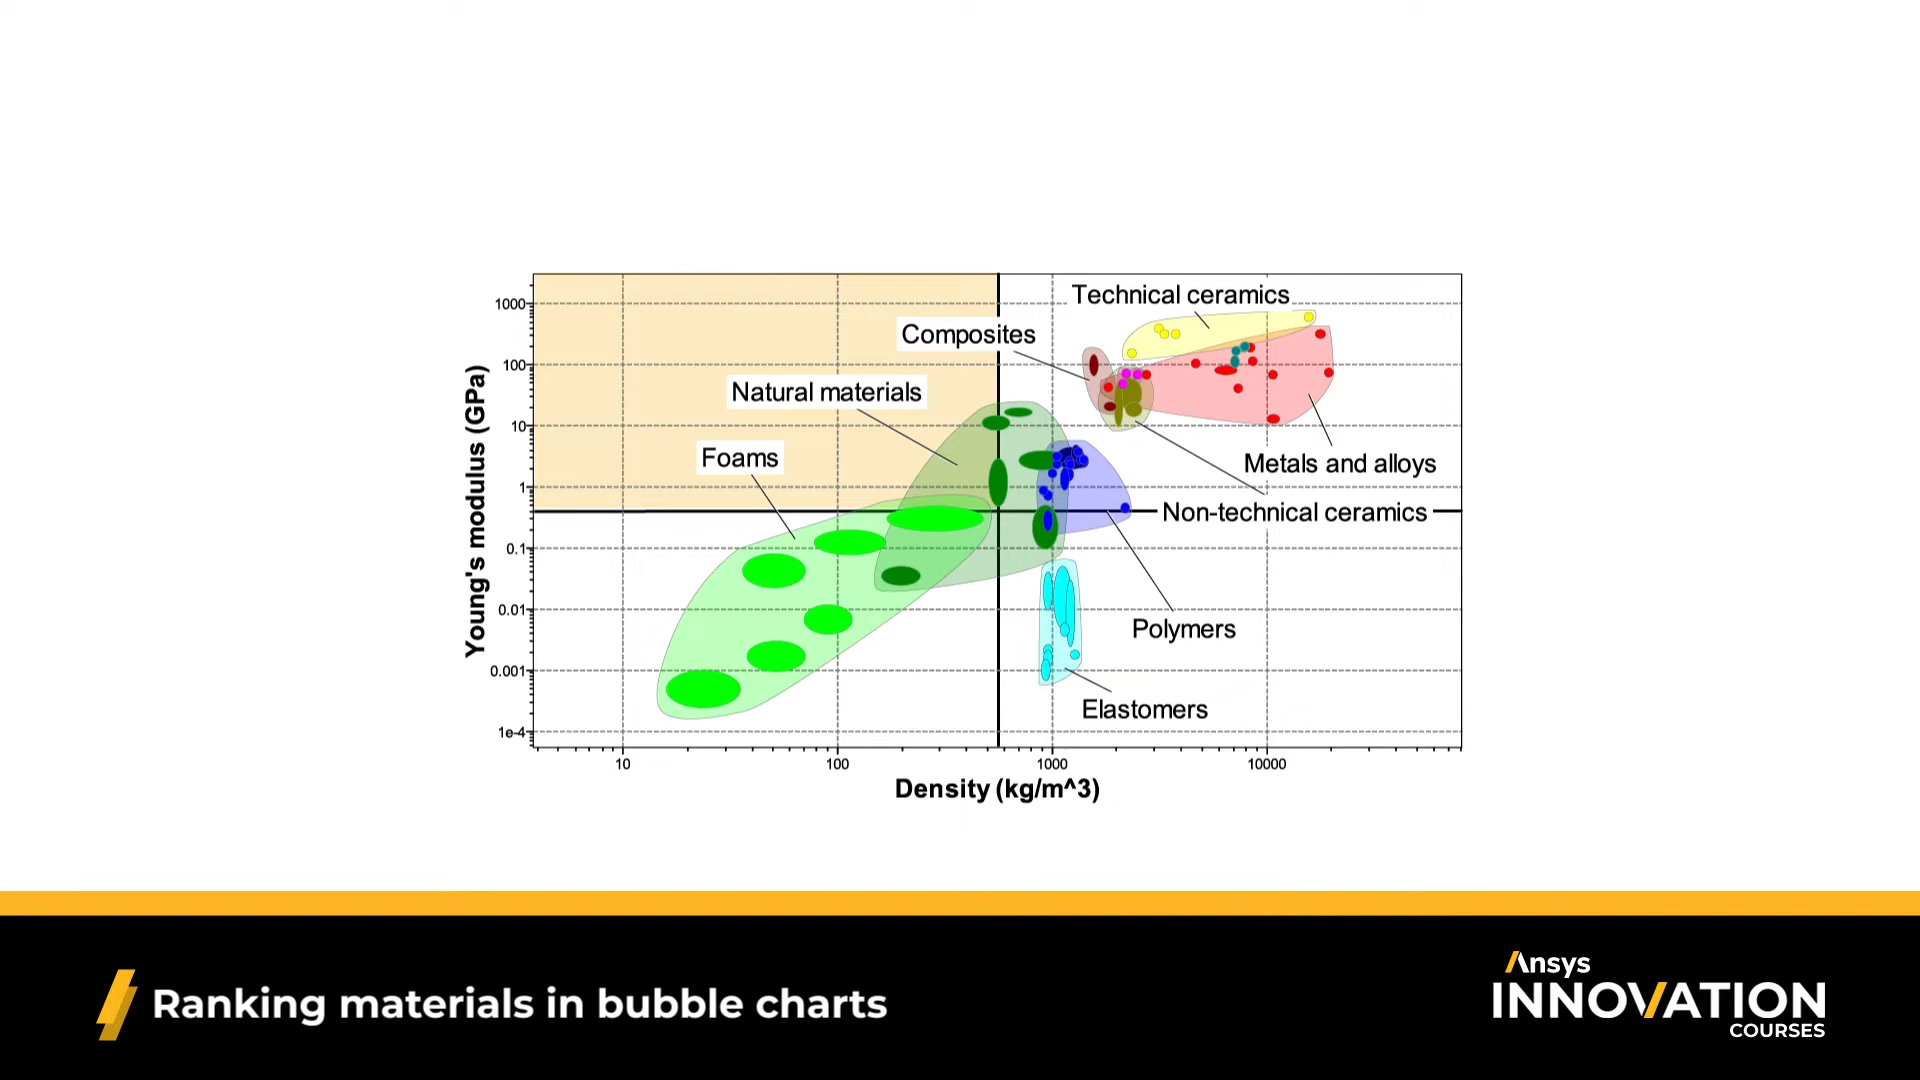 Technical ceramics
Composites
Natural materials
Foams
Metals and alloys
Non-technical ceramics
Polymers
Elastomers
Young's modulus (GPa)
1000
100
10
1
0.1
0.01
0.001
1e-4
10
100
1000
10000
Density (kg/m^3)
Ranking materials in bubble charts
Ansys
INNOVATION
COURSES